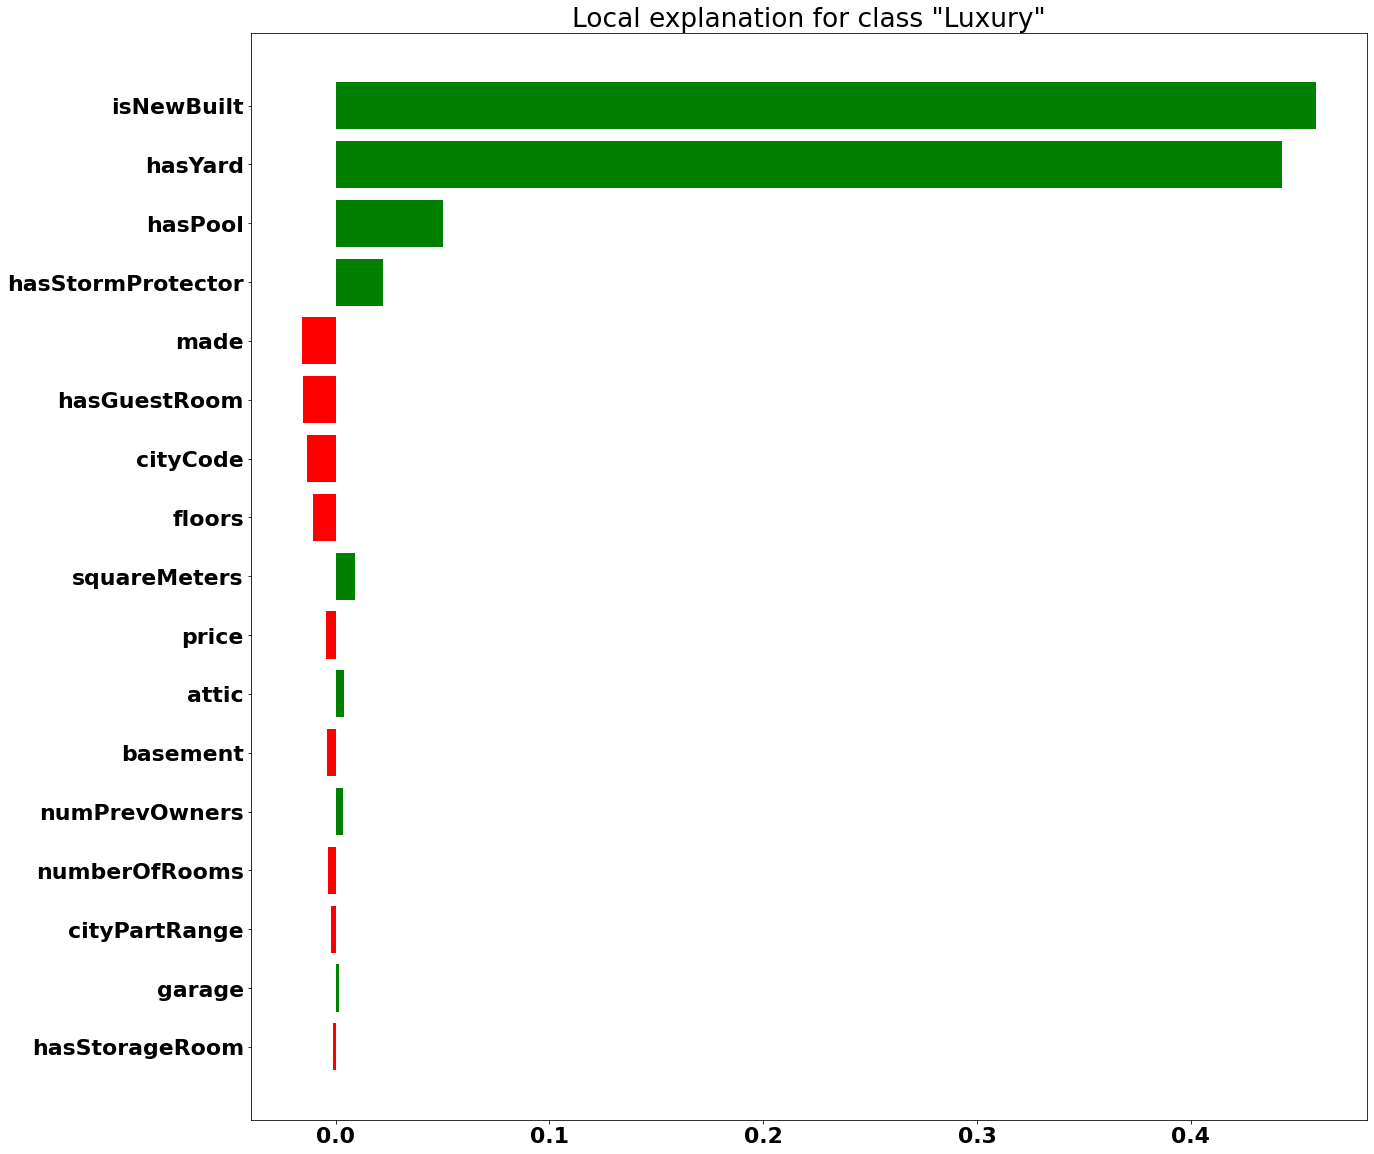 Local explanation for class "Luxury"
isNewBuilt
hasYard
hasPool
hasStormProtector
made
hasGuestRoom
cityCode
floors
squareMeters
price
attic
basement
numPrevOwners
numberOfRooms
cityPartRange
garage
hasStorageRoom
0.0 0.1 0.2 0.3 0.4